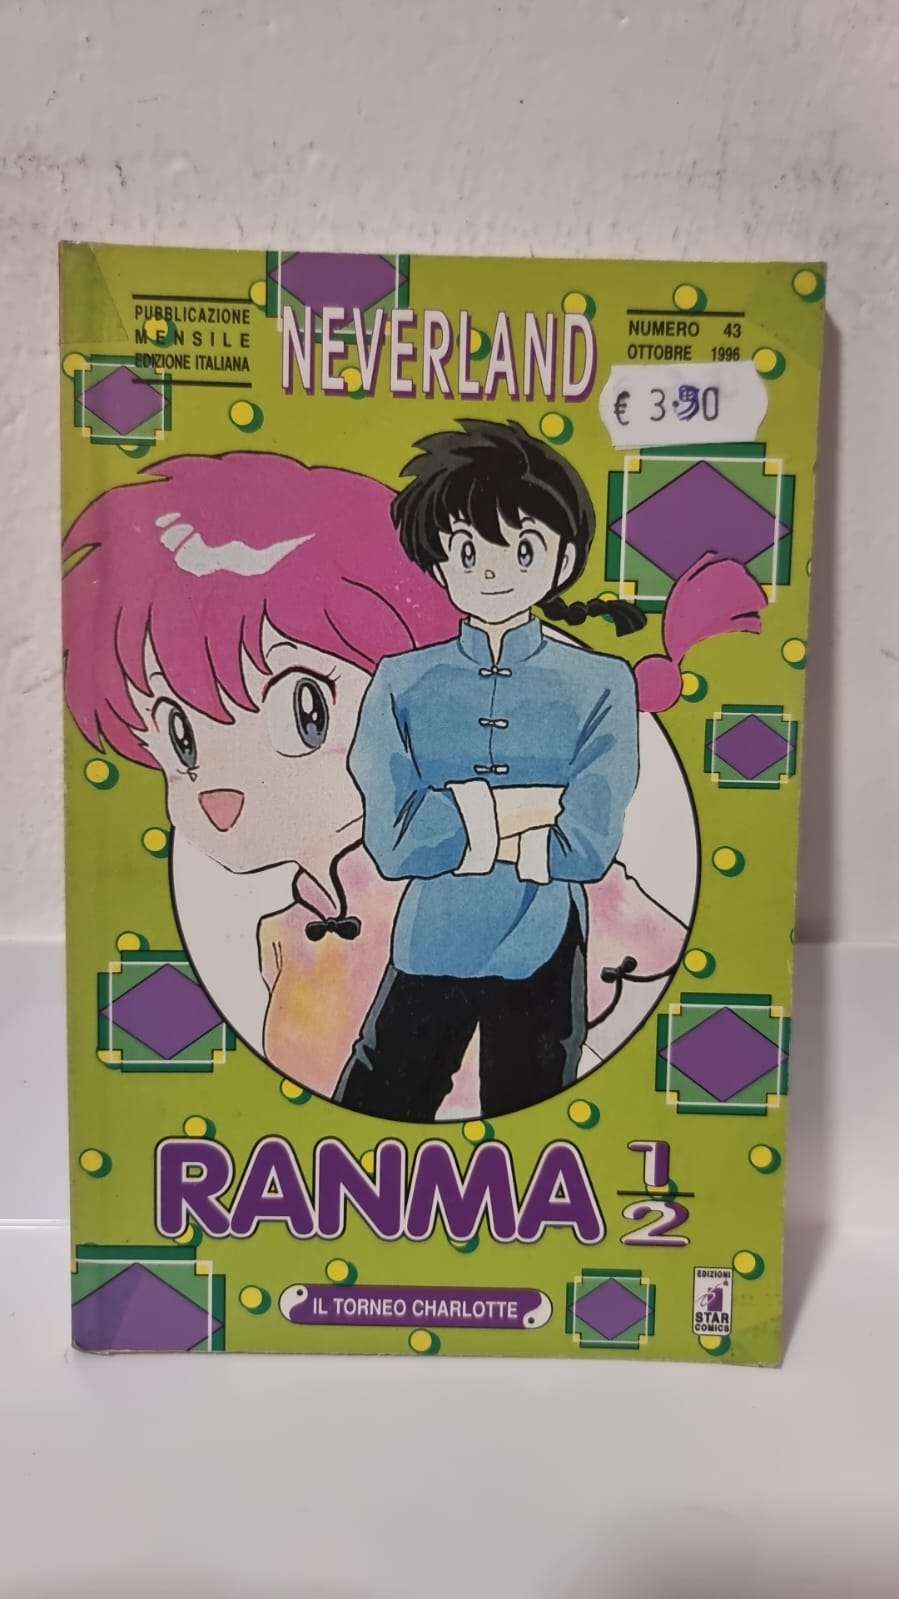 PUBBLICAZIONE
MENSILE
EDIZIONE ITALIANA
NEVERLAND
NUMERO 43
OTTOBRE 1996
€ 3.50
RANMA 1/2
IL TORNEO CHARLOTTE
EDIZIONI
STAR
COMICS